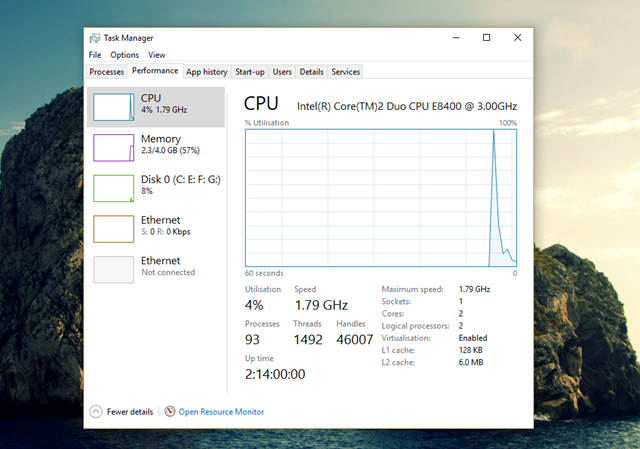 Task Manager
File Options View
Processes Performance App history Start-up Users Details Services
CPU
4% 1.79 GHz
Memory
2.3/4.0 GB (57%)
Disk 0 (C: E: F: G:)
8%
Ethernet
S: 0 R: 0 Kbps
Ethernet
Not connected
CPU Intel(R) Core(TM)2 Duo CPU E8400 @ 3.00GHz
% Utilisation 100%
60 seconds 0
Utilisation Speed
4% 1.79 GHz
Processes Threads Handles
93 1492 46007
Up time
2:14:00:00
Maximum speed: 1.79 GHz
Sockets: 1
Cores: 2
Logical processors: 2
Virtualisation: Enabled
L1 cache: 128 KB
L2 cache: 6.0 MB
Fewer details Open Resource Monitor